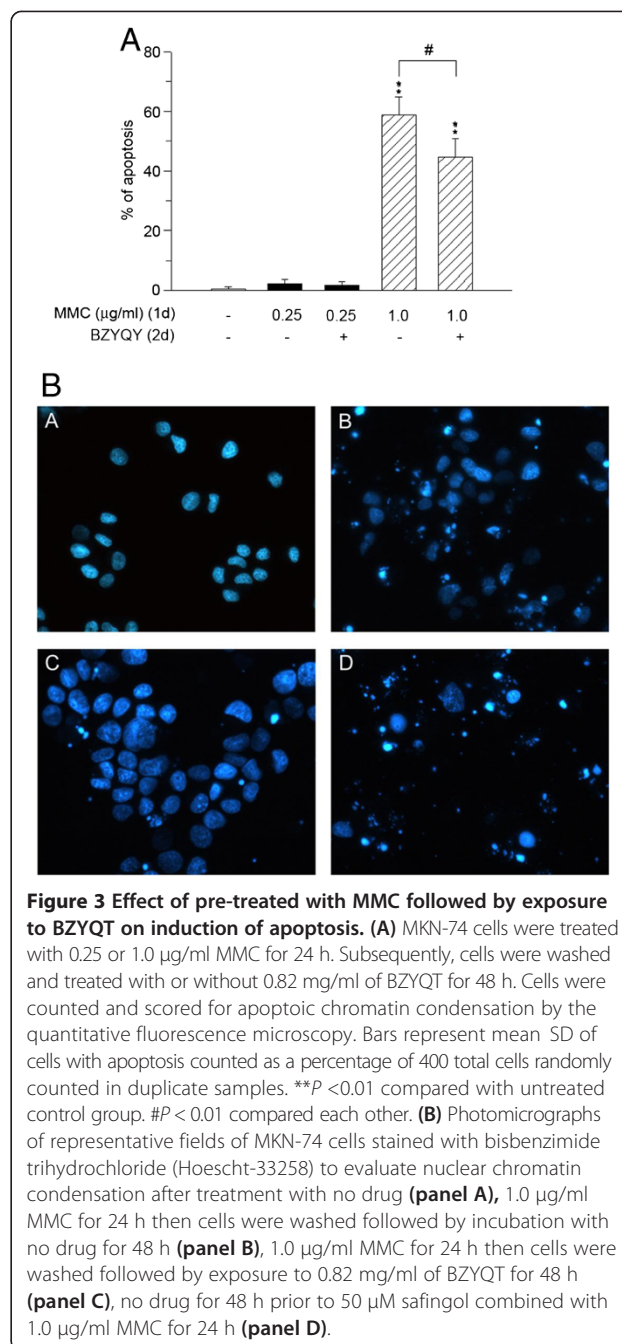 A
80
60
40
20
0
% of apoptosis
#
**
**
MMC (μg/ml) (1d) - 0.25 0.25 1.0 1.0
BZYQY (2d) - - + - +
B
A B
C D
Figure 3 Effect of pre-treated with MMC followed by exposure
to BZYQT on induction of apoptosis. (A) MKN-74 cells were treated
with 0.25 or 1.0 μg/ml MMC for 24 h. Subsequently, cells were washed
and treated with or without 0.82 mg/ml of BZYQT for 48 h. Cells were
counted and scored for apoptoic chromatin condensation by the
quantitative fluorescence microscopy. Bars represent mean SD of
cells with apoptosis counted as a percentage of 400 total cells randomly
counted in duplicate samples. **P <0.01 compared with untreated
control group. #P < 0.01 compared each other. (B) Photomicrographs
of representative fields of MKN-74 cells stained with bisbenzimide
trihydrochloride (Hoescht-33258) to evaluate nuclear chromatin
condensation after treatment with no drug (panel A), 1.0 μg/ml
MMC for 24 h then cells were washed followed by incubation with
no drug for 48 h (panel B), 1.0 μg/ml MMC for 24 h then cells were
washed followed by exposure to 0.82 mg/ml of BZYQT for 48 h
(panel C), no drug for 48 h prior to 50 μM safingol combined with
1.0 μg/ml MMC for 24 h (panel D).